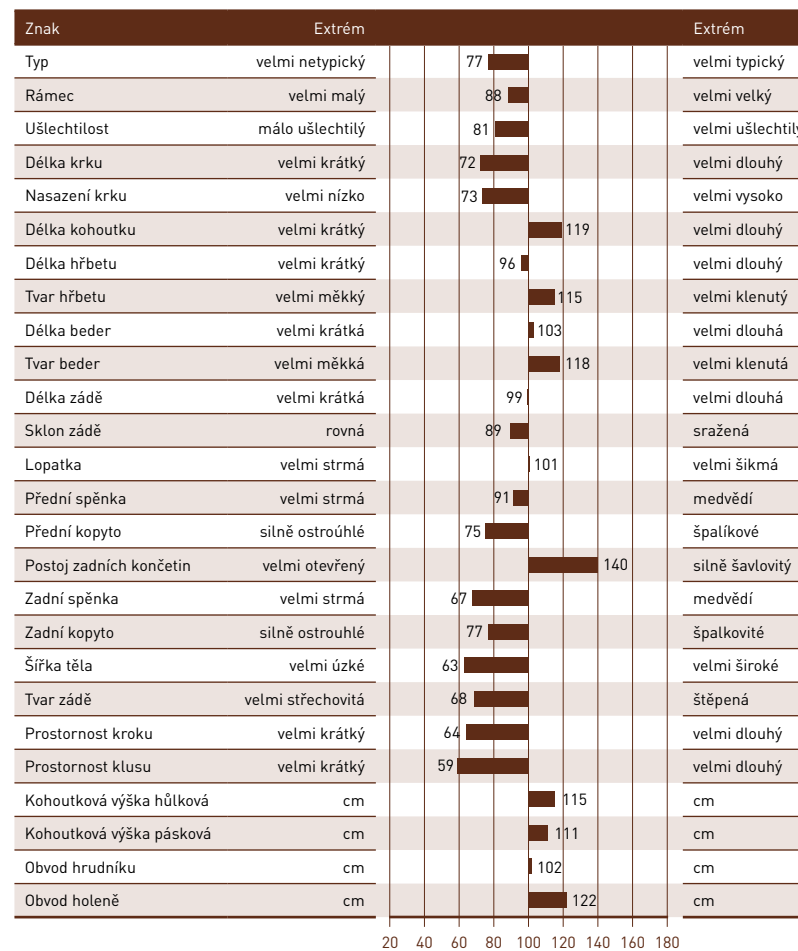 Znak Extrém Extrém
Typ velmi netypický 77 velmi typický
Rámec velmi malý 88 velmi velký
Ušlechtilost málo ušlechtilý 81 velmi ušlechtilý
Délka krku velmi krátký 72 velmi dlouhý
Nasazení krku velmi nízko 73 velmi vysoko
Délka kohoutku velmi krátký 119 velmi dlouhý
Délka hřbetu velmi krátký 96 velmi dlouhý
Tvar hřbetu velmi měkký 115 velmi klenutý
Délka beder velmi krátká 103 velmi dlouhá
Tvar beder velmi měkká 118 velmi klenutá
Délka zádě velmi krátká 99 velmi dlouhá
Sklon zádě rovná 89 sražená
Lopatka velmi strmá 101 velmi šikmá
Přední spěnka velmi strmá 91 medvědí
Přední kopyto silně ostroúhlé 75 špalíkové
Postoj zadních končetin velmi otevřený 140 silně šavlovitý
Zadní spěnka velmi strmá 67 medvědí
Zadní kopyto silně ostrouhlé 77 špalkovité
Šířka těla velmi úzké 63 velmi široké
Tvar zádě velmi střechovitá 68 štěpená
Prostornost kroku velmi krátký 64 velmi dlouhý
Prostornost klusu velmi krátký 59 velmi dlouhý
Kohoutková výška hůlková cm 115 cm
Kohoutková výška pásková cm 111 cm
Obvod hrudníku cm 102 cm
Obvod holeně cm 122 cm
20 40 60 80 100 120 140 160 180